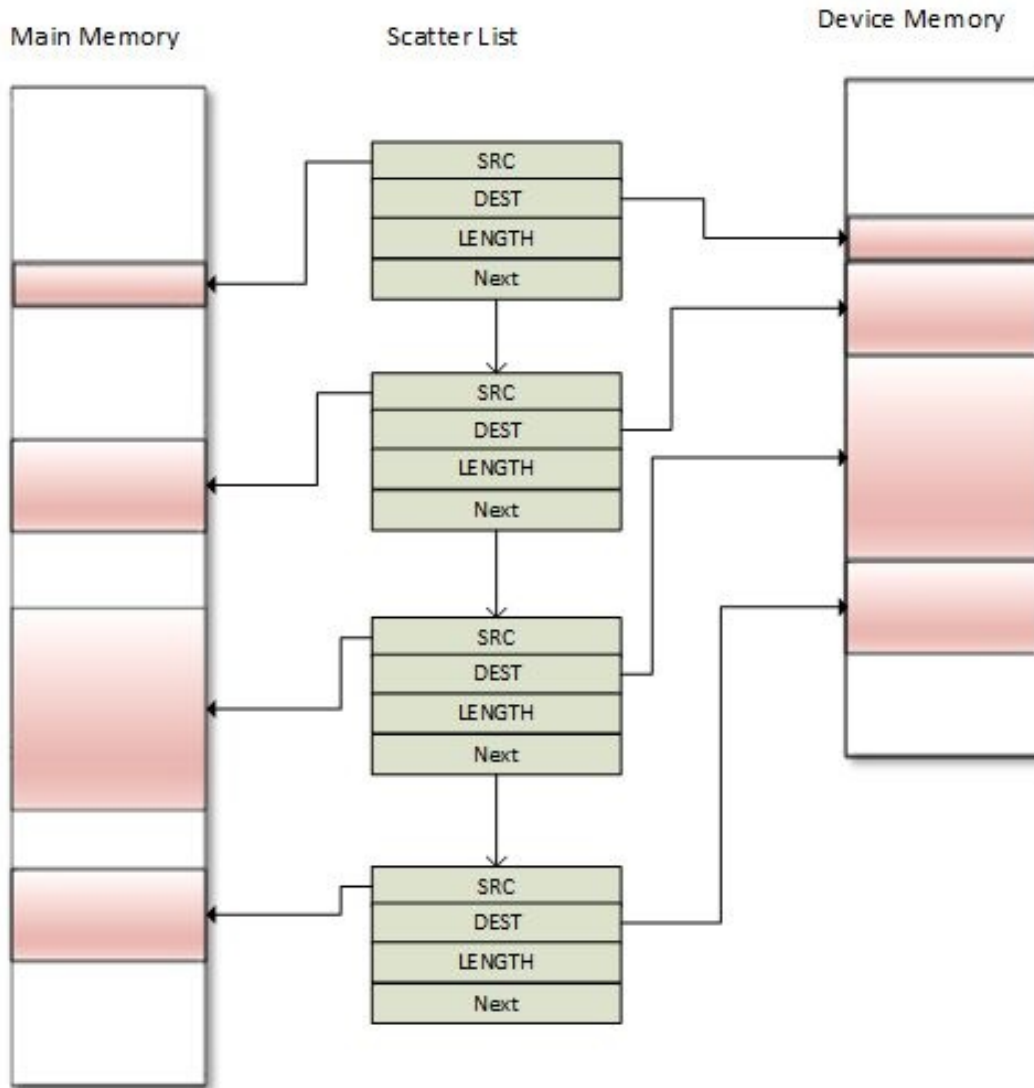 Main Memory
Scatter List
Device Memory
SRC
DEST
LENGTH
Next
SRC
DEST
LENGTH
Next
SRC
DEST
LENGTH
Next
SRC
DEST
LENGTH
Next